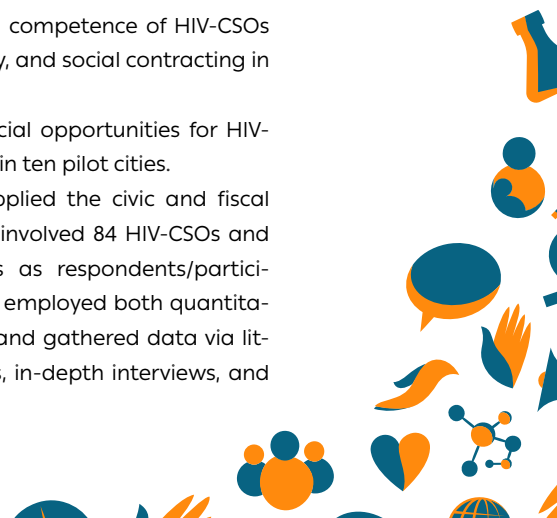 competence of HIV-CSOs
, and social contracting in
cial opportunities for HIV-
in ten pilot cities.
pplied the civic and fiscal
involved 84 HIV-CSOs and
s as respondents/partici-
employed both quantita-
and gathered data via lit-
s, in-depth interviews, and